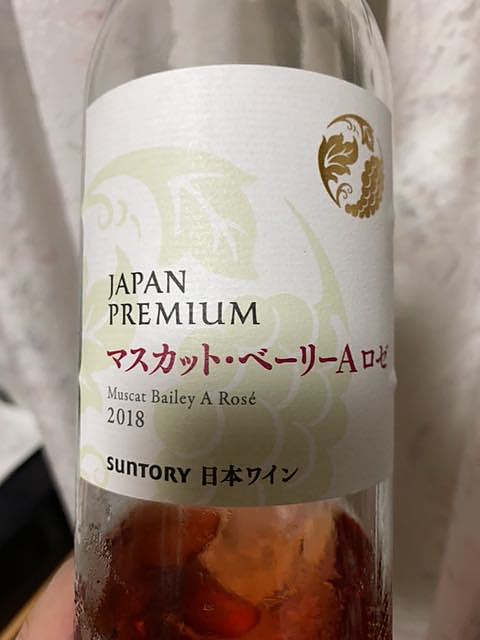 JAPAN
PREMIUM
マスカット・ベーリーA ロゼ
Muscat Bailey A Rosé
2018
SUNTORY 日本ワイン